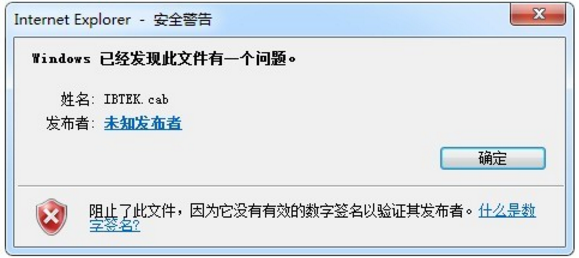 Internet Explorer - 安全警告
Windows 已经发现此文件有一个问题。
姓名: IBTEK.cab
发布者: 未知发布者
确定
阻止了此文件，因为它没有有效的数字签名以验证其发布者。什么是数
字签名?